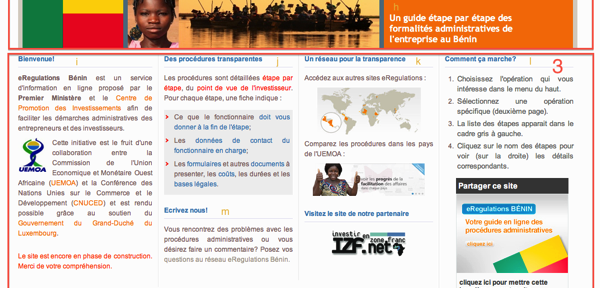 h
Un guide étape par étape des
formalités administratives de
l'entreprise au Bénin
Bienvenue! i
eRegulations Bénin est un service
d'information en ligne proposé par le
Premier Ministère et le Centre de
Promotion des Investissements afin de
faciliter les démarches administratives des
entrepreneurs et des investisseurs.
UEMOA
Cette initiative est le fruit d'une
collaboration entre la
Commission de l'Union
Economique et Monétaire Ouest
Africaine (UEMOA) et la Conférence des
Nations Unies sur le Commerce et le
Développement (CNUCED) et est rendu
possible grâce au soutien du
Gouvernement du Grand-Duché du
Luxembourg.
Le site est encore en phase de construction.
Merci de votre compréhension.
Des procédures transparentes j
Les procédures sont détaillées étape par
étape, du point de vue de l'investisseur.
Pour chaque étape, une fiche indique :
Ce que le fonctionnaire doit vous
donner à la fin de l'étape;
Les données de contact du
fonctionnaire en charge;
Les formulaires et autres documents à
présenter, les coûts, les durées et les
bases légales.
Ecrivez nous! m
Vous rencontrez des problèmes avec les
procédures administratives ou vous
désirez faire un commentaire? Posez vos
questions au réseau eRegulations Bénin.
Un réseau pour la transparence k
Accédez aux autres sites eRegulations :
Comparez les procédures dans les pays
de l'UEMOA :
suivre les progrès de la
facilitation des affaires
Visitez le site de notre partenaire
investir en
zone franc
IZF.net
Comment ça marche? l
3
1. Choisissez l'opération qui vous
intéresse dans le menu du haut.
2. Sélectionnez une opération
spécifique (deuxième page).
3. La liste des étapes apparait dans le
cadre gris à gauche.
4. Cliquez sur le nom des étapes pour
voir (sur la droite) les détails
correspondants.
Partager ce site
eRegulations BÉNIN
Votre guide en ligne des
procédures administratives
cliquez ici
cliquez ici pour mettre cette